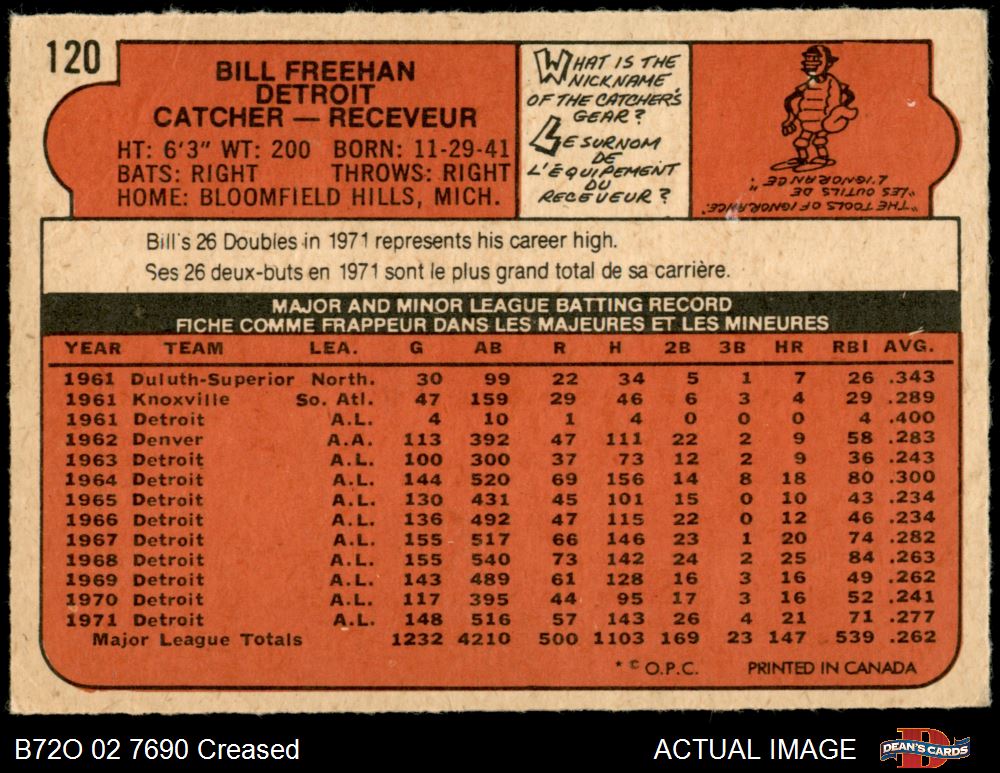 120
BILL FREEHAN
DETROIT
CATCHER — RECEVEUR
HT: 6'3" WT: 200 BORN: 11-29-41
BATS: RIGHT THROWS: RIGHT
HOME: BLOOMFIELD HILLS, MICH.
WHAT IS THE
NICKNAME
OF THE CATCHER'S
GEAR?
LE SURNOM
DE
L'ÉQUIPEMENT
DU
RECEVEUR?
"THE TOOLS OF IGNORANCE".
"LES OUTILS DE
L'IGNORANCE".
Bill's 26 Doubles in 1971 represents his career high.
Ses 26 deux-buts en 1971 sont le plus grand total de sa carrière.
MAJOR AND MINOR LEAGUE BATTING RECORD
FICHE COMME FRAPPEUR DANS LES MAJEURES ET LES MINEURES
YEAR TEAM LEA. G AB R H 2B 3B HR RBI AVG.
1961 Duluth-Superior North. 30 99 22 34 5 1 7 26 .343
1961 Knoxville So. Atl. 47 159 29 46 6 3 4 29 .289
1961 Detroit A.L. 4 10 1 4 0 0 0 4 .400
1962 Denver A.A. 113 392 47 111 22 2 9 58 .283
1963 Detroit A.L. 100 300 37 73 12 2 9 36 .243
1964 Detroit A.L. 144 520 69 156 14 8 18 80 .300
1965 Detroit A.L. 130 431 45 101 15 0 10 43 .234
1966 Detroit A.L. 136 492 47 115 22 0 12 46 .234
1967 Detroit A.L. 155 517 66 146 23 1 20 74 .282
1968 Detroit A.L. 155 540 73 142 24 2 25 84 .263
1969 Detroit A.L. 143 489 61 128 16 3 16 49 .262
1970 Detroit A.L. 117 395 44 95 17 3 16 52 .241
1971 Detroit A.L. 148 516 57 143 26 4 21 71 .277
Major League Totals 1232 4210 500 1103 169 23 147 539 .262
* © O.P.C. PRINTED IN CANADA
B72O 02 7690 Creased ACTUAL IMAGE DEAN'S CARDS